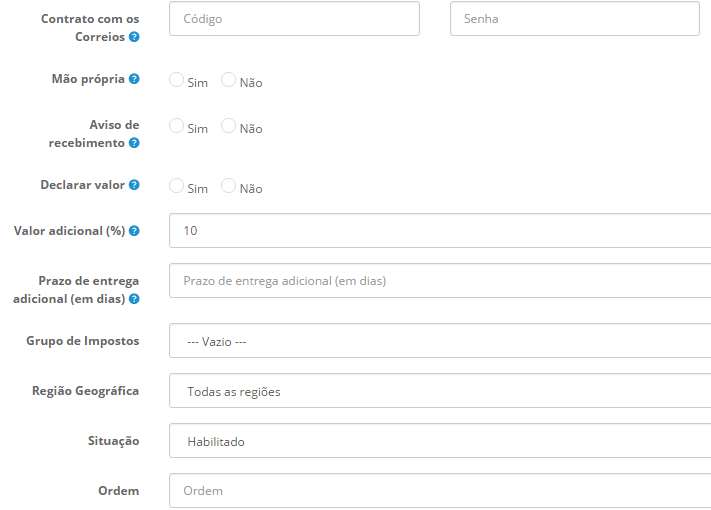 Contrato com os Código Senha
Correios ?
Mão própria ? Sim Não
Aviso de
recebimento ? Sim Não
Declarar valor ? Sim Não
Valor adicional (%) ? 10
Prazo de entrega Prazo de entrega adicional (em dias)
adicional (em dias) ?
Grupo de Impostos --- Vazio ---
Região Geográfica Todas as regiões
Situação Habilitado
Ordem Ordem